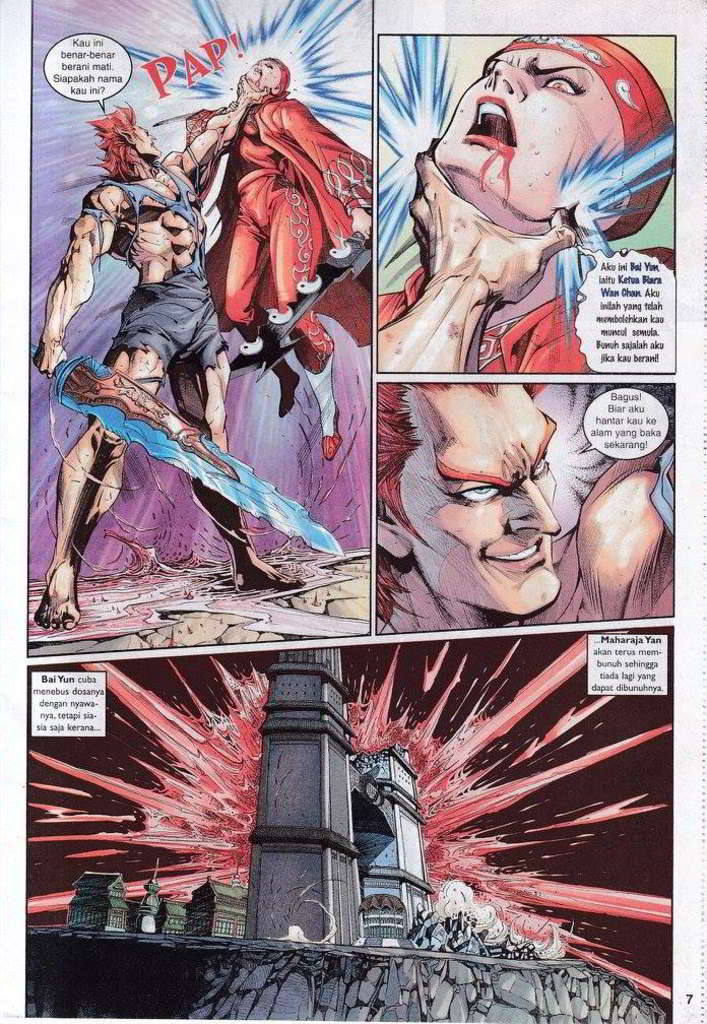 Kau ini
benar-benar
berani mati.
Siapakah nama
kau ini?
PAP!
Aku ini Bai Yun,
iaitu Ketua Biara
Wan Chan. Aku
inilah yang telah
membolehkan kau
muncul semula.
Bunuh sajalah aku
jika kau berani!
Bagus!
Biar aku
hantar kau ke
alam yang baka
sekarang!
Bai Yun cuba
menebus dosanya
dengan nyawa-
nya, tetapi sia-
sia saja kerana...
...Maharaja Yan
akan terus mem-
bunuh sehingga
tiada lagi yang
dapat dibunuhnya.
7